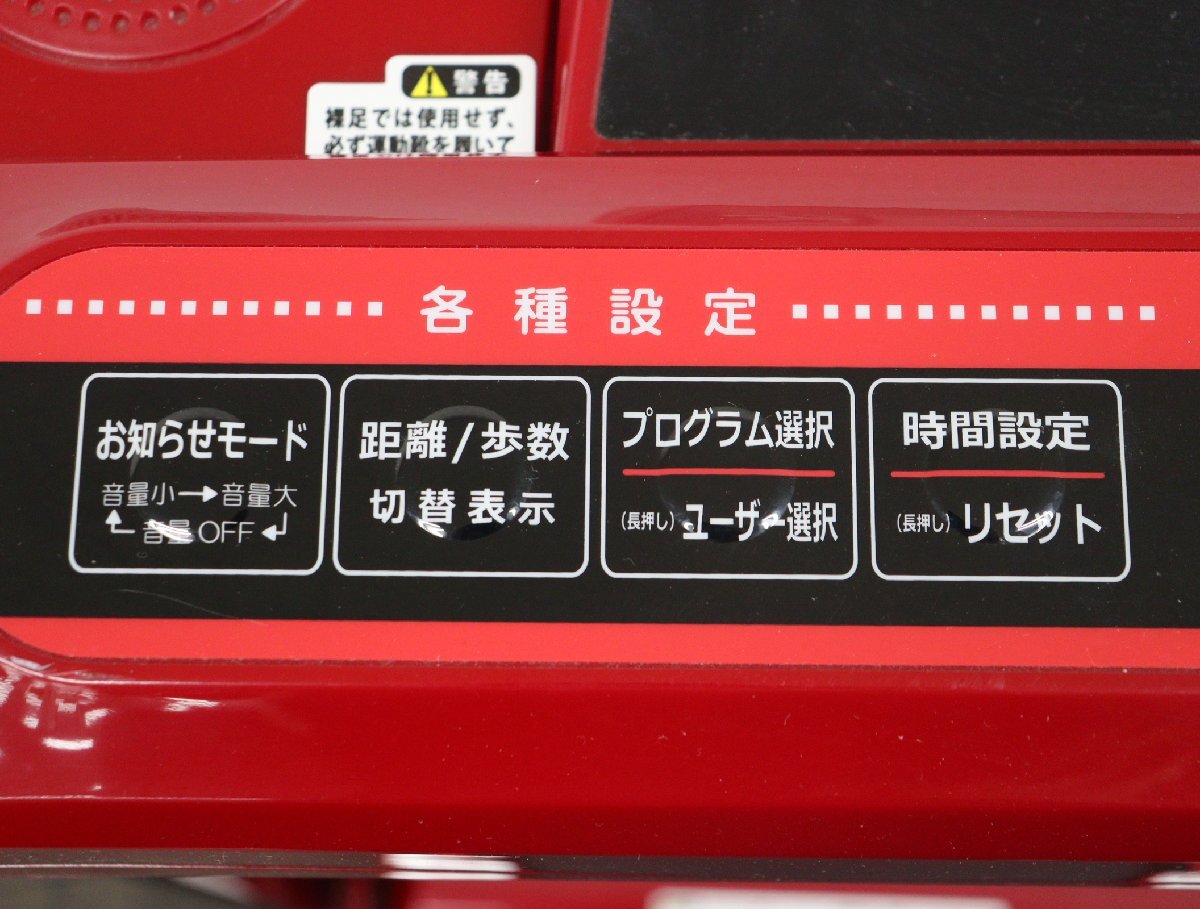 警告
裸足では使用せず、
必ず運動靴を履いて
各種設定
お知らせモード
音量小→音量大
音量OFF
距離/歩数
切替表示
プログラム選択
(長押し) ユーザー選択
時間設定
(長押し) リセット